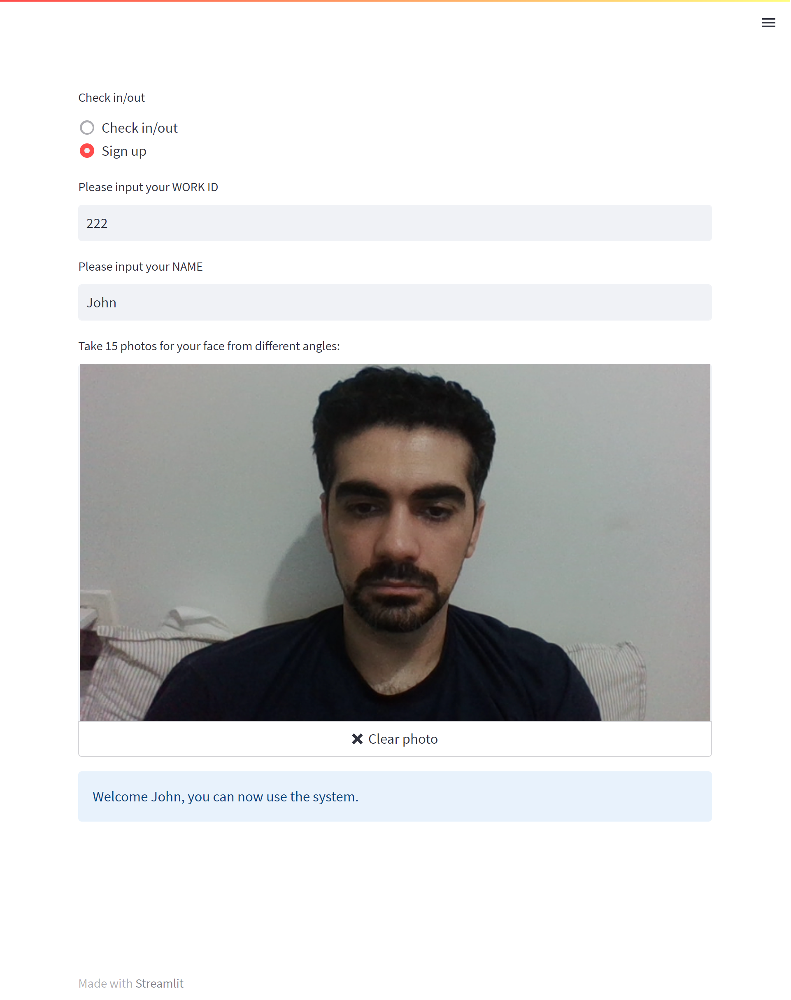 Check in/out
Check in/out
Sign up
Please input your WORK ID
222
Please input your NAME
John
Take 15 photos for your face from different angles:
Clear photo
Welcome John, you can now use the system.
Made with Streamlit